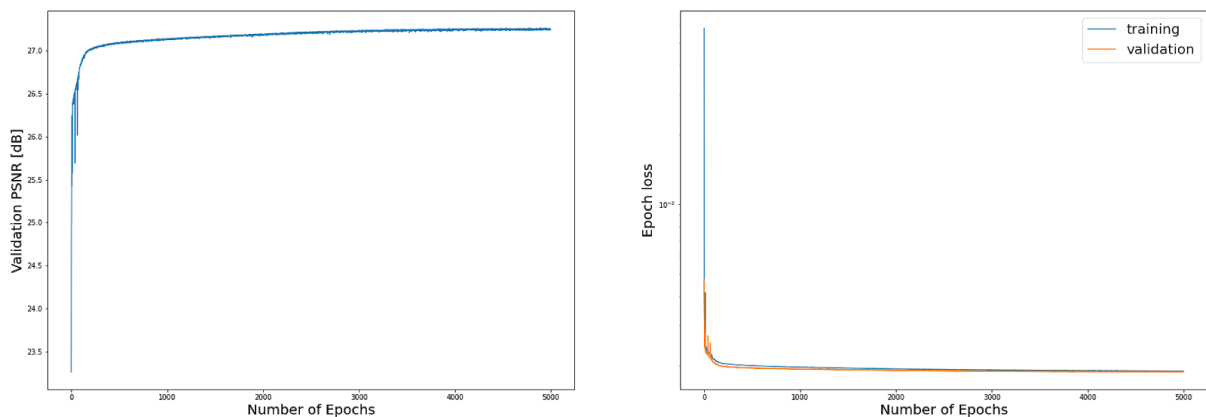 Validation PSNR [dB]
27.0
26.5
26.0
25.5
25.0
24.5
24.0
23.5
0 1000 2000 3000 4000 5000
Number of Epochs
training
validation
Epoch loss
10⁻²
0 1000 2000 3000 4000 5000
Number of Epochs